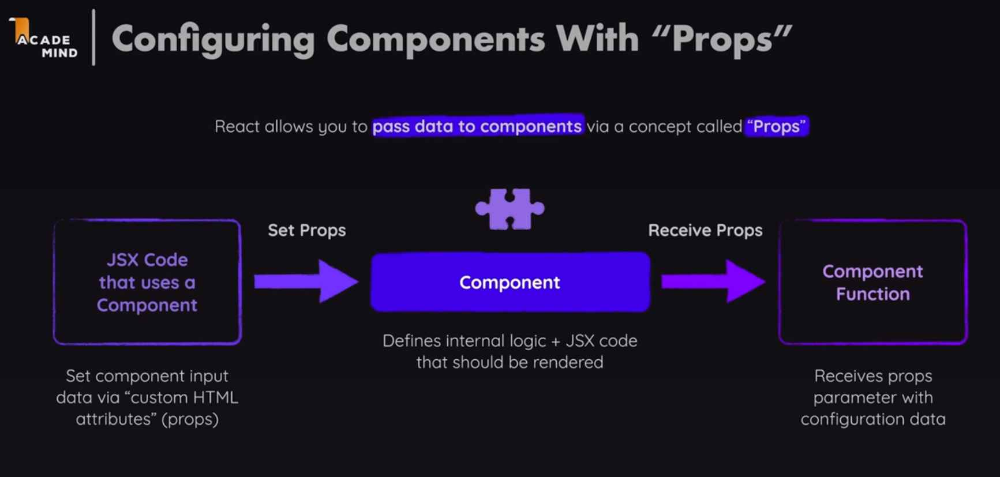 ACADE
MIND
Configuring Components With “Props”
React allows you to pass data to components via a concept called “Props”
JSX Code
that uses a
Component
Set component input
data via “custom HTML
attributes” (props)
Set Props
Component
Defines internal logic + JSX code
that should be rendered
Receive Props
Component
Function
Receives props
parameter with
configuration data